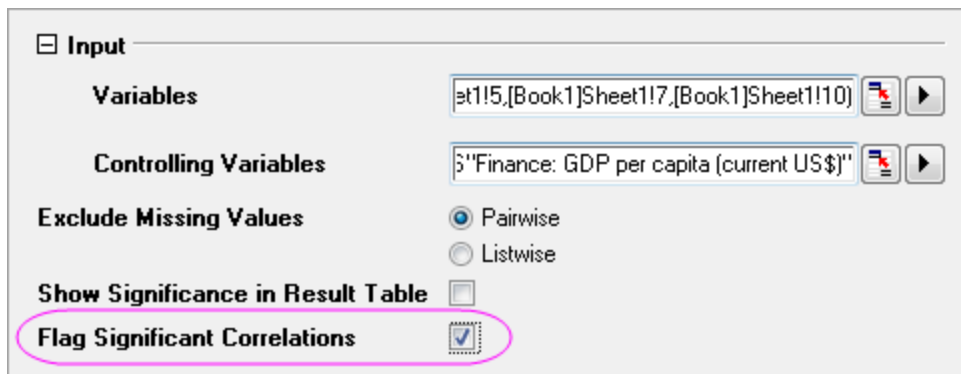 Input
Variables et1!5,[Book1]Sheet1!7,[Book1]Sheet1!10)
Controlling Variables $"Finance: GDP per capita (current US$)"
Exclude Missing Values Pairwise
Listwise
Show Significance in Result Table
Flag Significant Correlations